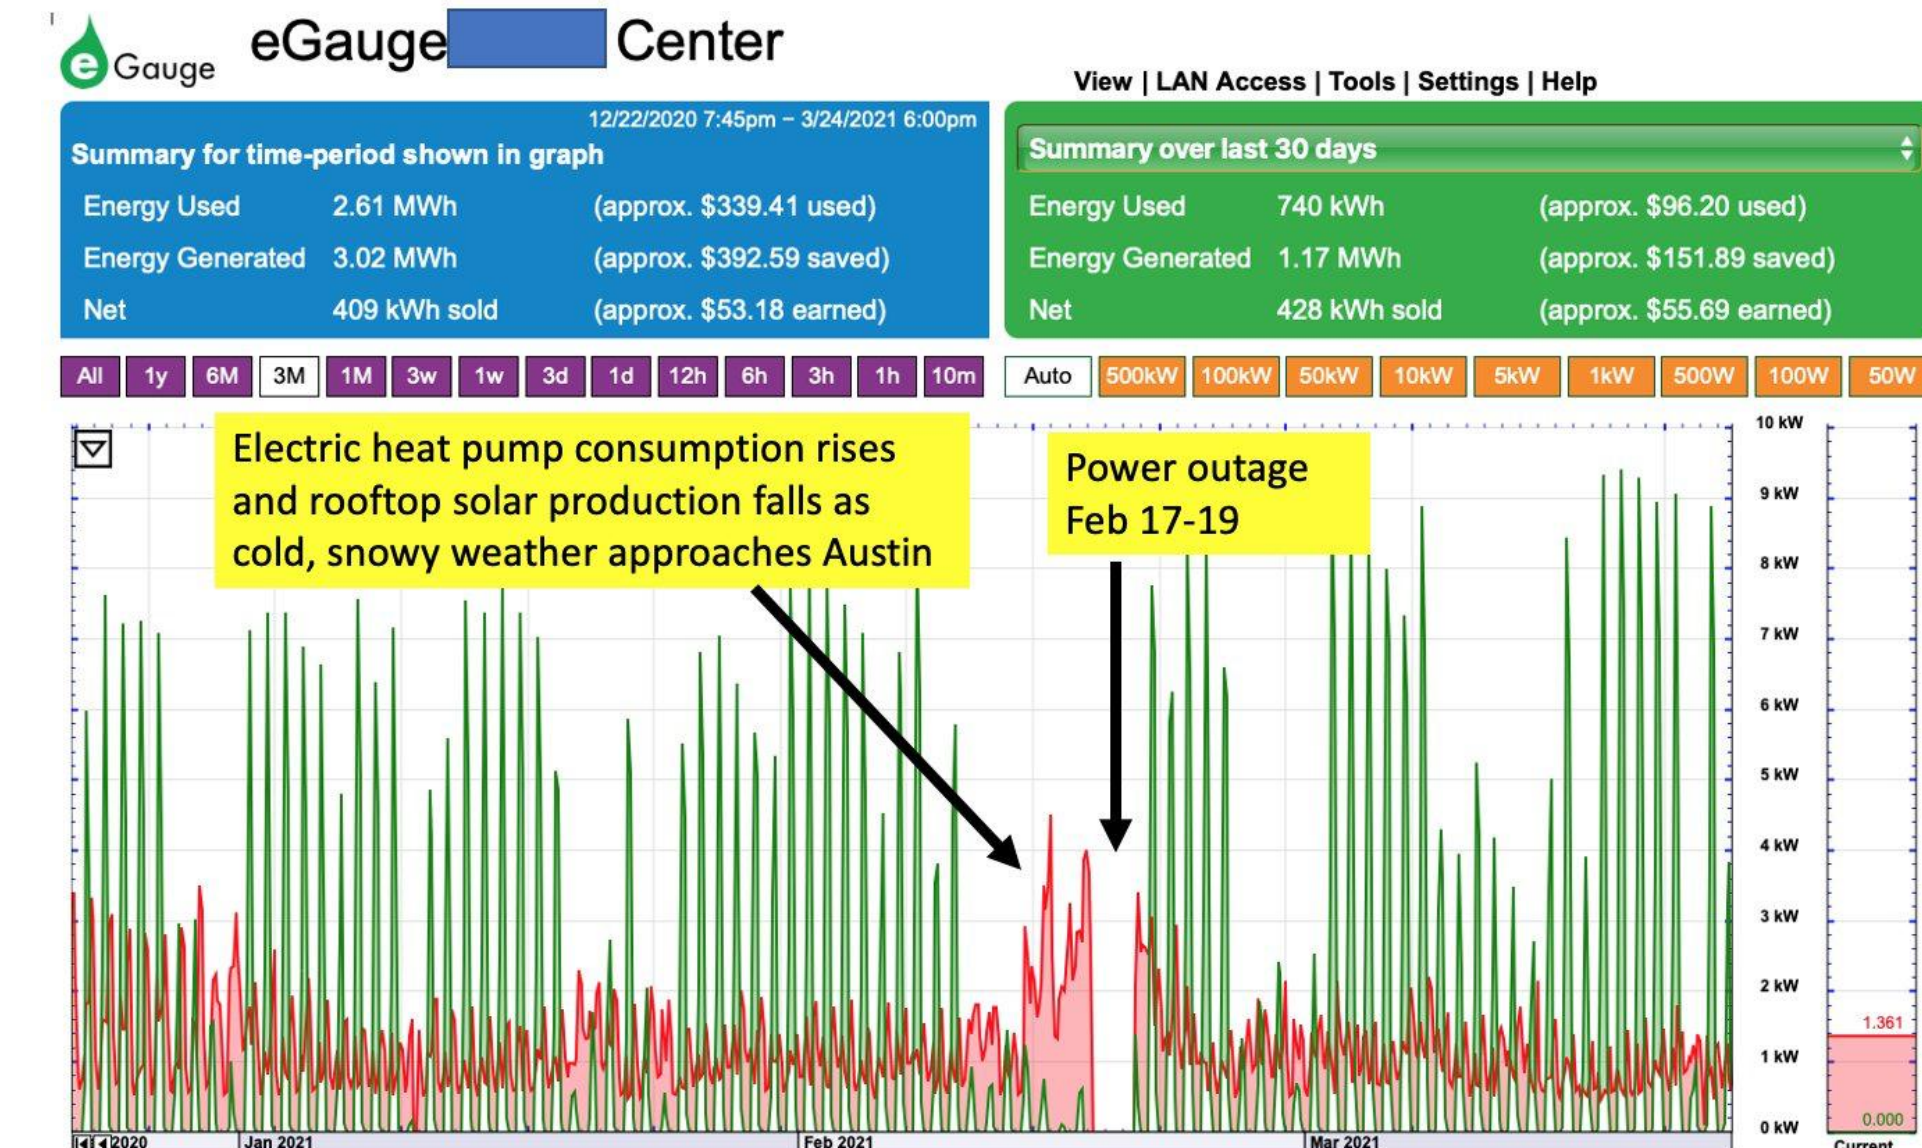 e Gauge
eGauge Center
View | LAN Access | Tools | Settings | Help
12/22/2020 7:45pm – 3/24/2021 6:00pm
Summary for time-period shown in graph
Energy Used 2.61 MWh (approx. $339.41 used)
Energy Generated 3.02 MWh (approx. $392.59 saved)
Net 409 kWh sold (approx. $53.18 earned)
Summary over last 30 days
Energy Used 740 kWh (approx. $96.20 used)
Energy Generated 1.17 MWh (approx. $151.89 saved)
Net 428 kWh sold (approx. $55.69 earned)
All 1y 6M 3M 1M 3w 1w 3d 1d 12h 6h 3h 1h 10m Auto 500kW 100kW 50kW 10kW 5kW 1kW 500W 100W 50W
Electric heat pump consumption rises
and rooftop solar production falls as
cold, snowy weather approaches Austin
Power outage
Feb 17-19
10 kW
9 kW
8 kW
7 kW
6 kW
5 kW
4 kW
3 kW
2 kW
1 kW
0 kW
1.361
0.000
2020 Jan 2021 Feb 2021 Mar 2021
Current